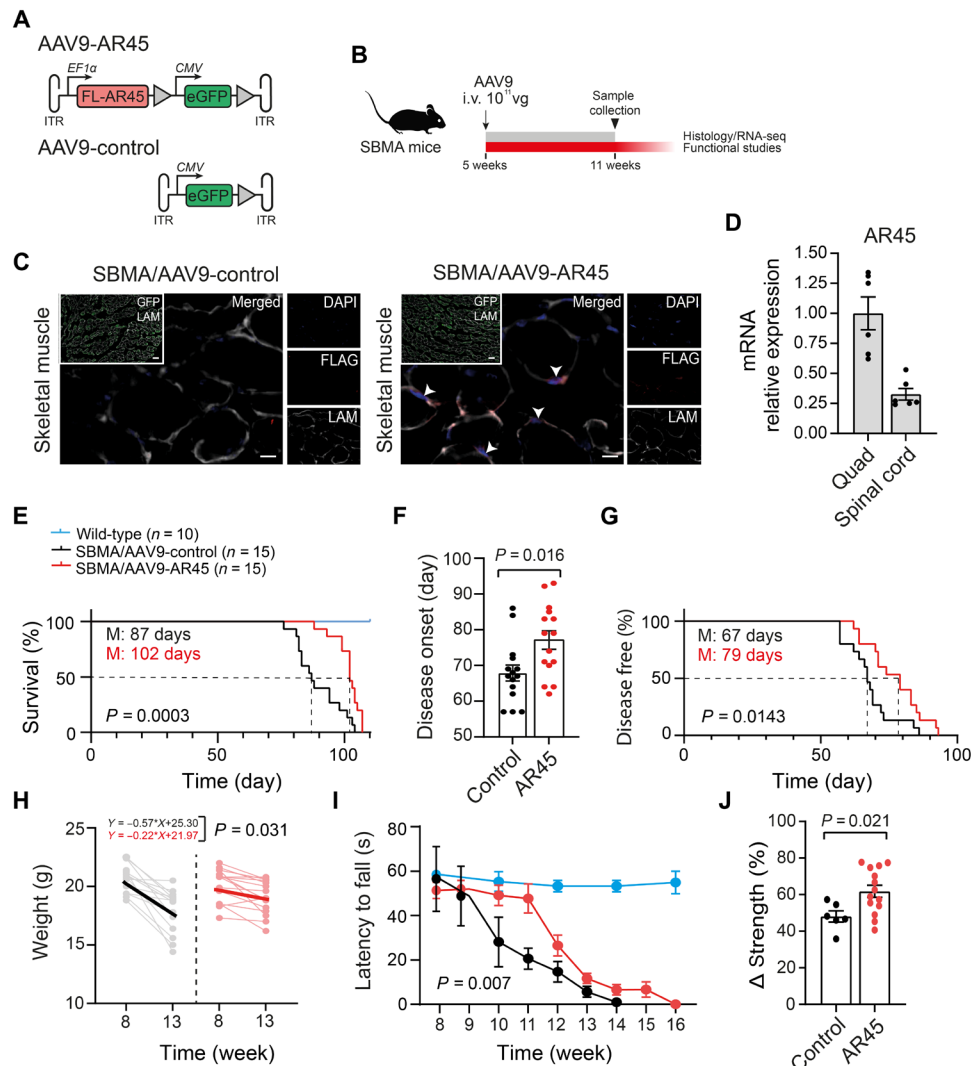 A
AAV9-AR45
EF1α
CMV
FL-AR45
eGFP
ITR
ITR
AAV9-control
CMV
eGFP
ITR
ITR
B
AAV9
i.v. 10^11 vg
Sample
collection
SBMA mice
Histology/RNA-seq
Functional studies
5 weeks
11 weeks
C
SBMA/AAV9-control
Skeletal muscle
GFP
LAM
Merged
DAPI
FLAG
LAM
SBMA/AAV9-AR45
Skeletal muscle
GFP
LAM
Merged
DAPI
FLAG
LAM
D
AR45
mRNA
relative expression
1.50
1.25
1.00
0.75
0.50
0.25
0.00
Quad
Spinal cord
E
Wild-type (n = 10)
SBMA/AAV9-control (n = 15)
SBMA/AAV9-AR45 (n = 15)
Survival (%)
100
50
0
M: 87 days
M: 102 days
P = 0.0003
0
50
100
Time (day)
F
Disease onset (day)
100
90
80
70
60
50
P = 0.016
Control
AR45
G
Disease free (%)
100
50
0
M: 67 days
M: 79 days
P = 0.0143
0
50
100
Time (day)
H
Y = −0.57*X+25.30
Y = −0.22*X+21.97
P = 0.031
Weight (g)
25
20
15
10
8
13
8
13
Time (week)
I
Latency to fall (s)
80
60
40
20
0
P = 0.007
8
9
10
11
12
13
14
15
16
Time (week)
J
P = 0.021
Δ Strength (%)
100
80
60
40
20
0
Control
AR45